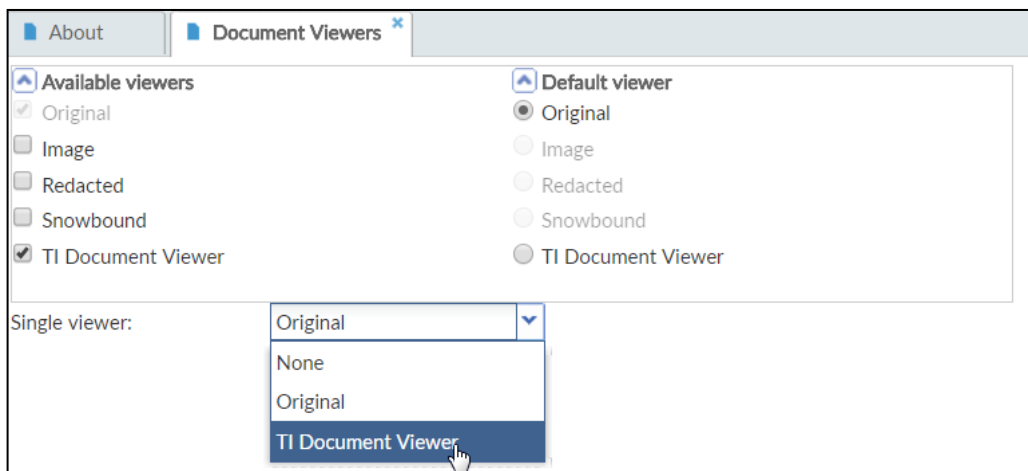 About
Document Viewers
Available viewers
Original
Image
Redacted
Snowbound
TI Document Viewer
Default viewer
Original
Image
Redacted
Snowbound
TI Document Viewer
Single viewer:
Original
None
Original
TI Document Viewer